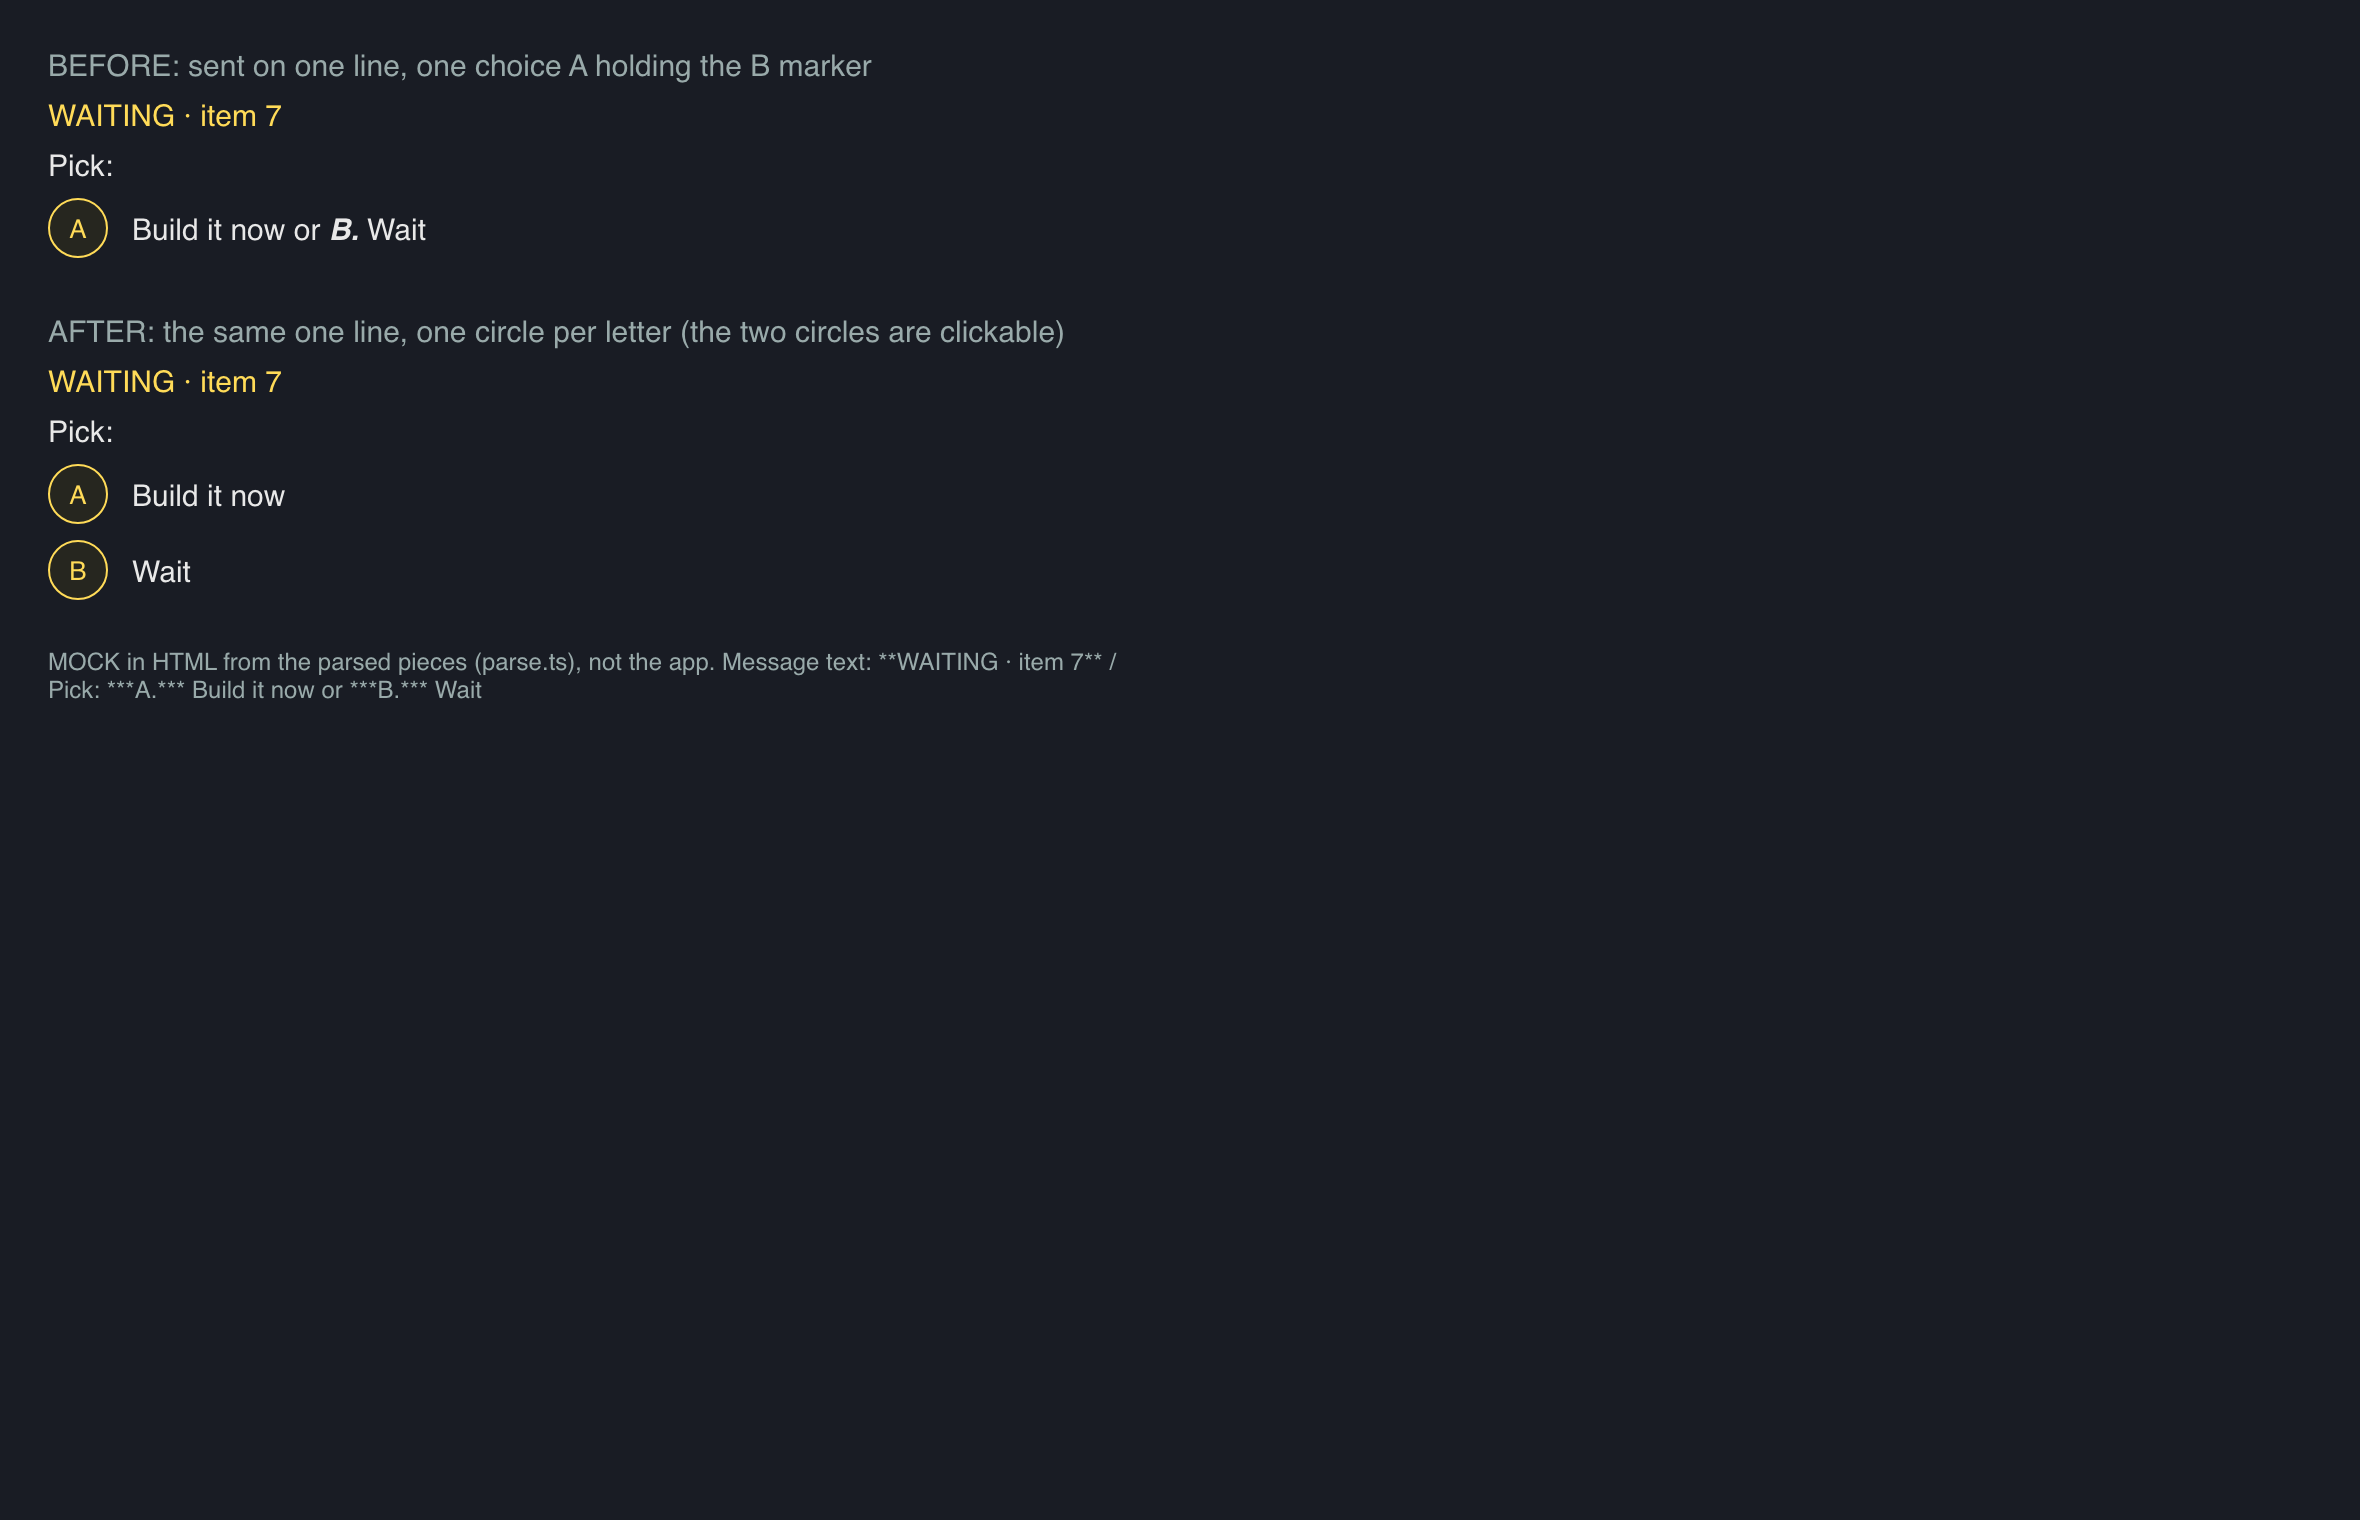 BEFORE: sent on one line, one choice A holding the B marker
WAITING · item 7
Pick:
A Build it now or B. Wait
AFTER: the same one line, one circle per letter (the two circles are clickable)
WAITING · item 7
Pick:
A Build it now
B Wait
MOCK in HTML from the parsed pieces (parse.ts), not the app. Message text: **WAITING · item 7** /
Pick: ***A.*** Build it now or ***B.*** Wait